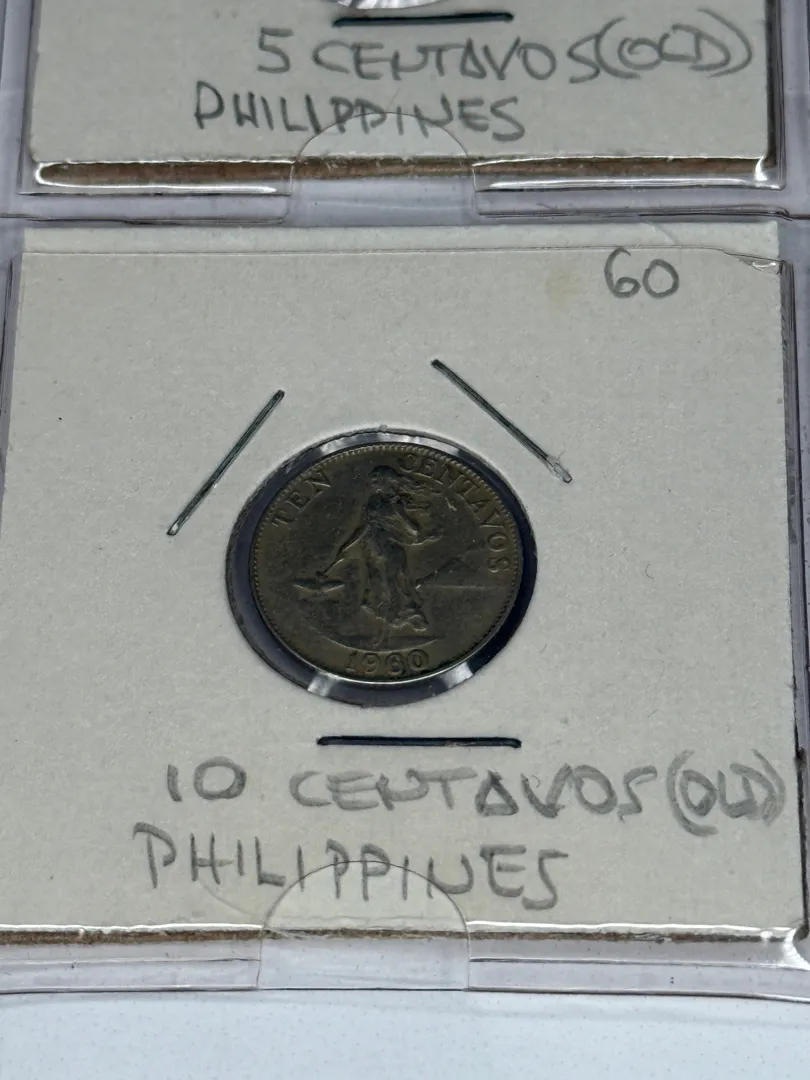 5 CENTAVOS (OLD)
PHILIPPINES
60
TEN CENTAVOS
1960
10 CENTAVOS (OLD)
PHILIPPINES